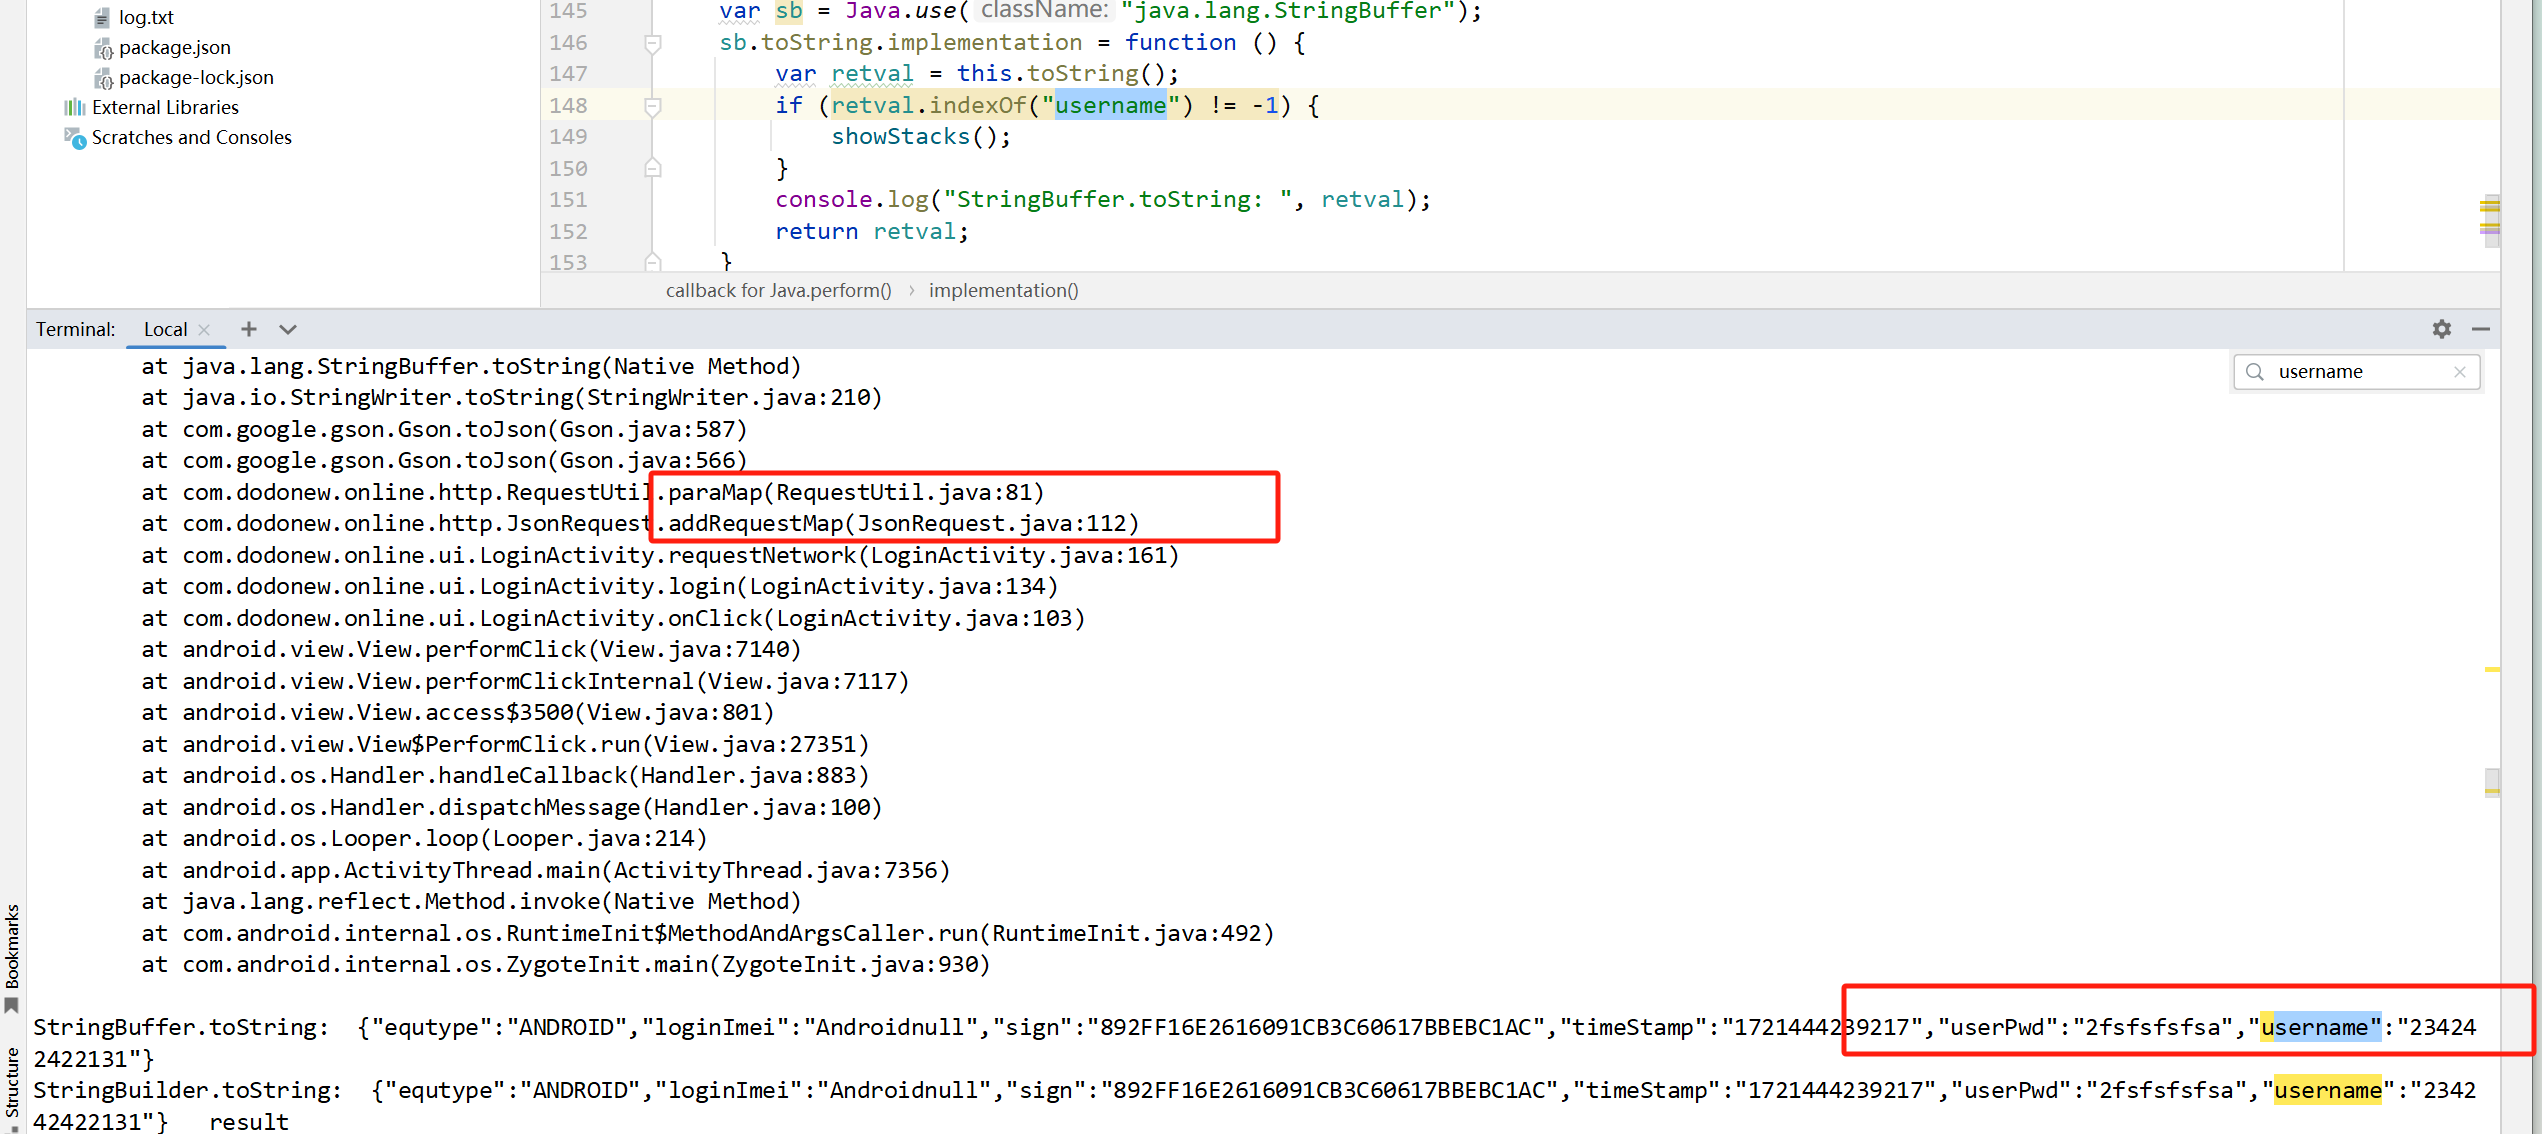 log.txt
package.json
package-lock.json
External Libraries
Scratches and Consoles
145 var sb = Java.use( className: "java.lang.StringBuffer");
146 sb.toString.implementation = function () {
147 var retval = this.toString();
148 if (retval.indexOf("username") != -1) {
149 showStacks();
150 }
151 console.log("StringBuffer.toString: ", retval);
152 return retval;
153 }
callback for Java.perform() › implementation()
Terminal: Local
username
at java.lang.StringBuffer.toString(Native Method)
at java.io.StringWriter.toString(StringWriter.java:210)
at com.google.gson.Gson.toJson(Gson.java:587)
at com.google.gson.Gson.toJson(Gson.java:566)
at com.dodonew.online.http.RequestUtil.paraMap(RequestUtil.java:81)
at com.dodonew.online.http.JsonRequest.addRequestMap(JsonRequest.java:112)
at com.dodonew.online.ui.LoginActivity.requestNetwork(LoginActivity.java:161)
at com.dodonew.online.ui.LoginActivity.login(LoginActivity.java:134)
at com.dodonew.online.ui.LoginActivity.onClick(LoginActivity.java:103)
at android.view.View.performClick(View.java:7140)
at android.view.View.performClickInternal(View.java:7117)
at android.view.View.access$3500(View.java:801)
at android.view.View$PerformClick.run(View.java:27351)
at android.os.Handler.handleCallback(Handler.java:883)
at android.os.Handler.dispatchMessage(Handler.java:100)
at android.os.Looper.loop(Looper.java:214)
at android.app.ActivityThread.main(ActivityThread.java:7356)
at java.lang.reflect.Method.invoke(Native Method)
at com.android.internal.os.RuntimeInit$MethodAndArgsCaller.run(RuntimeInit.java:492)
at com.android.internal.os.ZygoteInit.main(ZygoteInit.java:930)
StringBuffer.toString:  {"equtype":"ANDROID","loginImei":"Androidnull","sign":"892FF16E2616091CB3C60617BBEBC1AC","timeStamp":"1721444239217","userPwd":"2fsfsfsfsa","username":"234242
2422131"}
StringBuilder.toString:  {"equtype":"ANDROID","loginImei":"Androidnull","sign":"892FF16E2616091CB3C60617BBEBC1AC","timeStamp":"1721444239217","userPwd":"2fsfsfsfsa","username":"2342
42422131"}   result
Bookmarks
Structure